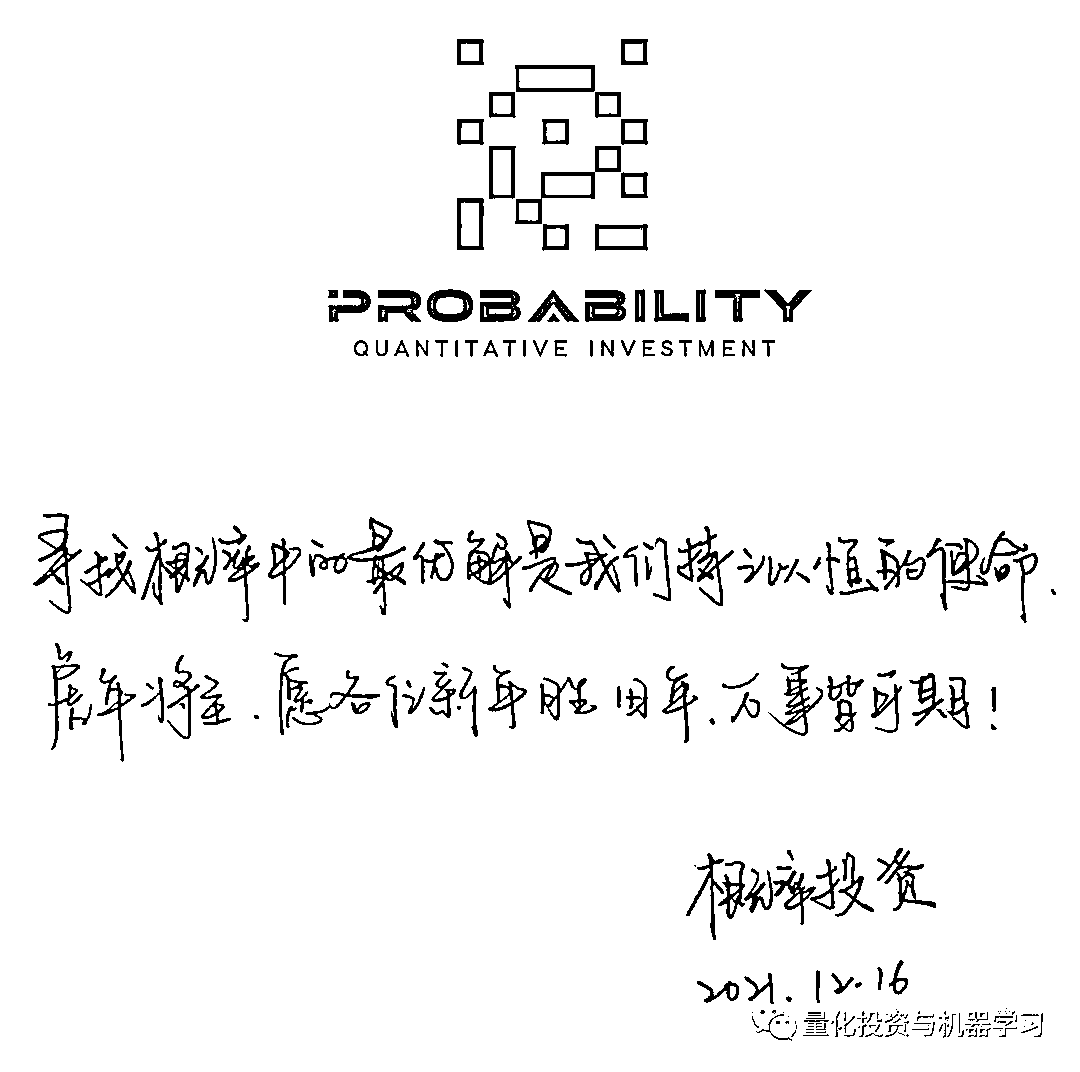 PROBABILITY
QUANTITATIVE INVESTMENT
寻找概率中的最优解是我们持之以恒的使命.
虎年将至.愿各位新年胜旧年.万事皆可期!
概率投资
2021.12.16
量化投资与机器学习